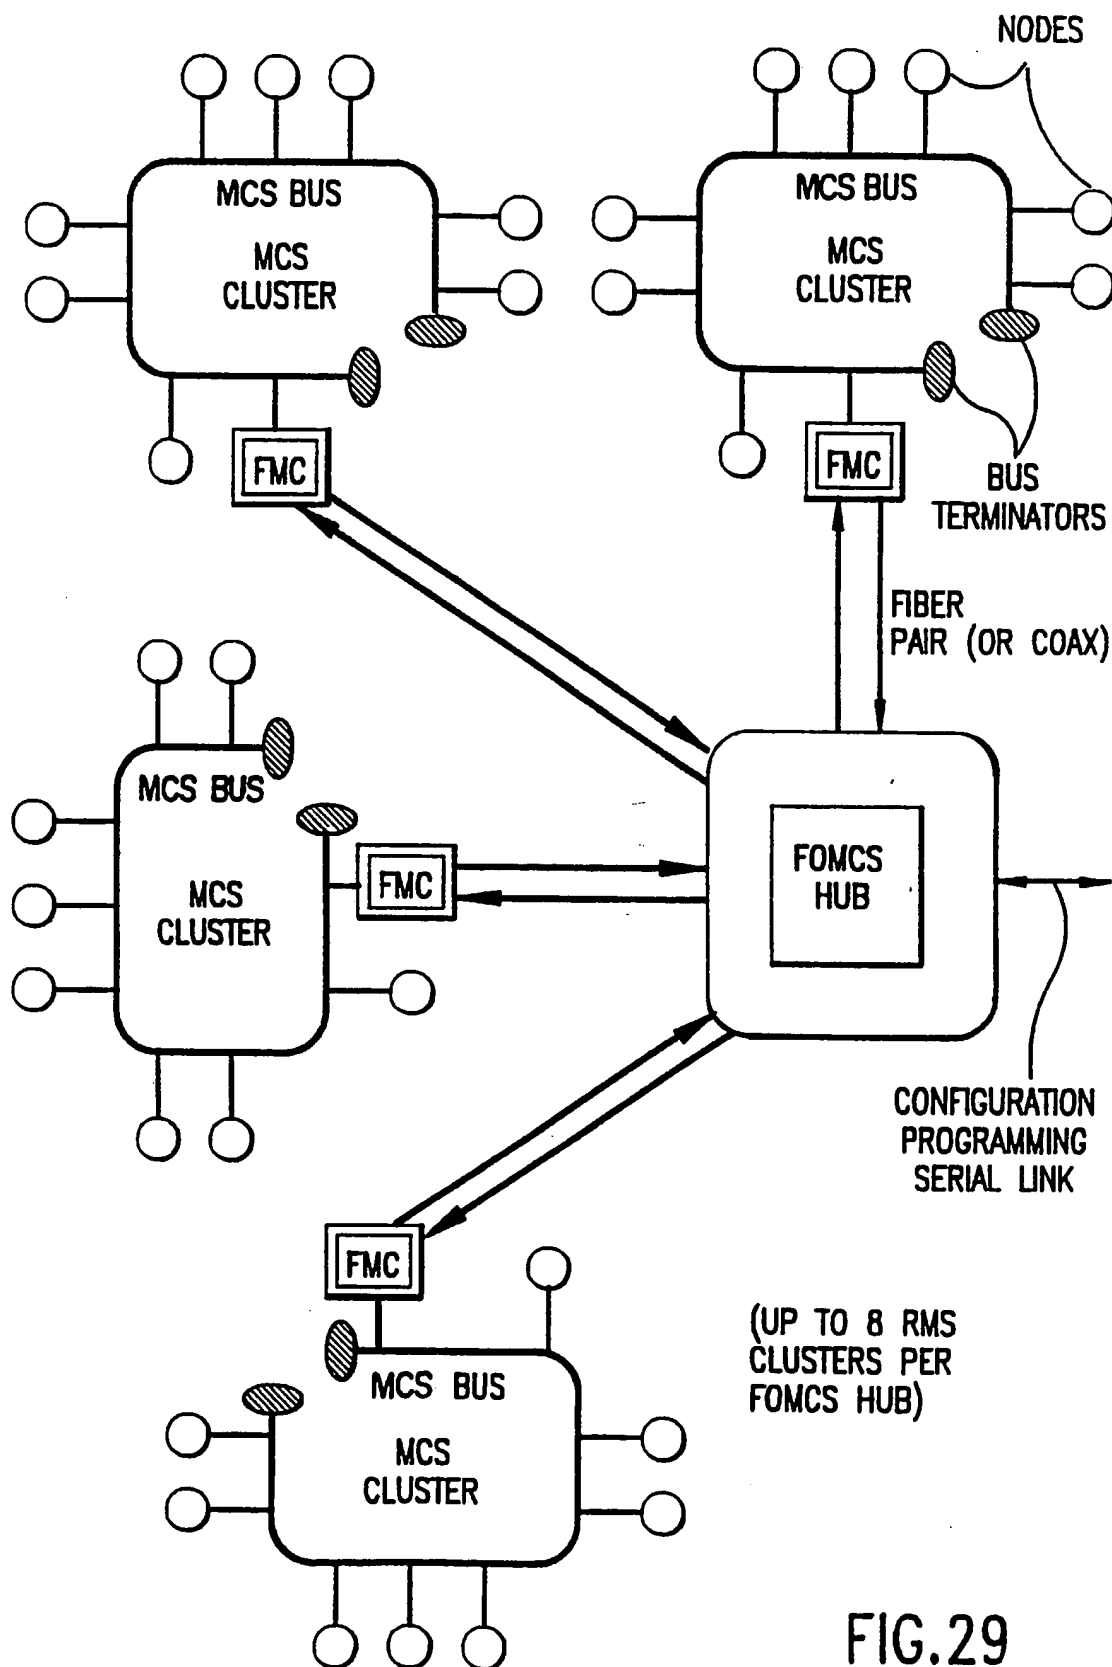 NODES
MCS BUS
MCS
CLUSTER
MCS BUS
MCS
CLUSTER
FMC
FMC
BUS
TERMINATORS
FIBER
PAIR (OR COAX)
MCS BUS
MCS
CLUSTER
FMC
FOMCS
HUB
CONFIGURATION
PROGRAMMING
SERIAL LINK
FMC
MCS BUS
MCS
CLUSTER
(UP TO 8 RMS
CLUSTERS PER
FOMCS HUB)
FIG.29